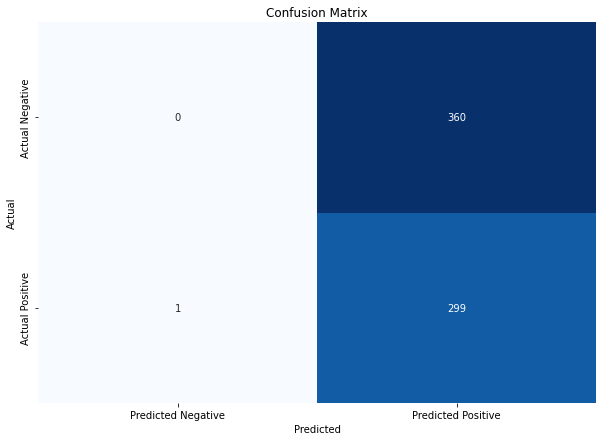 Confusion Matrix
Actual Negative
0
360
Actual
Actual Positive
1
299
Predicted Negative
Predicted Positive
Predicted